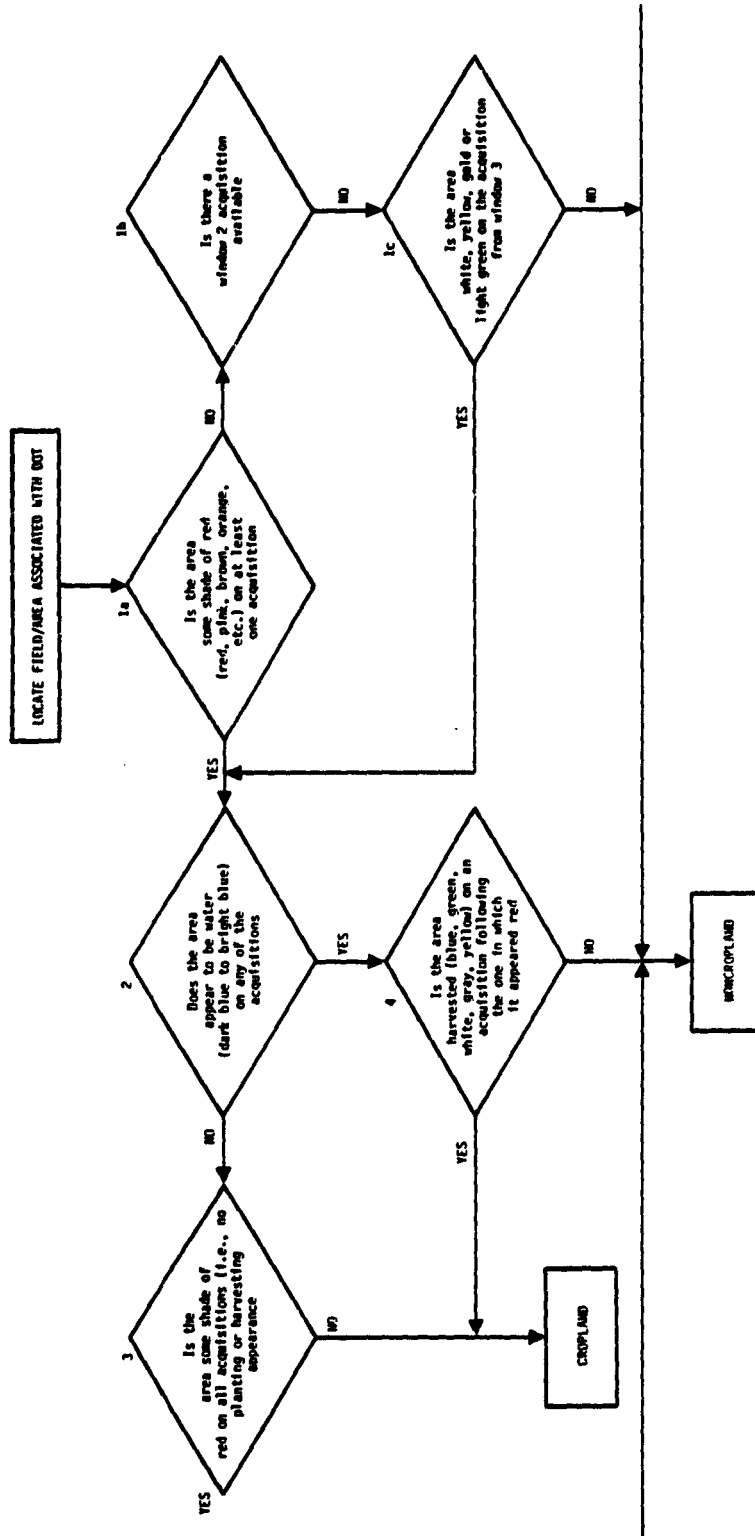 LOCATE FIELD/AREA ASSOCIATED WITH DOT
1a
Is the area
some shade of red
(red, pink, brown, orange,
etc.) on at least
one acquisition
NO
1b
Is there a
window 2 acquisition
available
NO
1c
Is the area
white, yellow, gold or
light green on the acquisition
from window 3
NO
YES
YES
2
Does the area
appear to be water
(dark blue to bright blue)
on any of the
acquisitions
NO
YES
3
Is the
area some shade of
red on all acquisitions (i.e., no
planting or harvesting
appearance
YES
NO
4
Is the area
harvested (blue, green,
white, gray, yellow) on an
acquisition following
the one in which
it appeared red
YES
NO
CROPLAND
NONCROPLAND